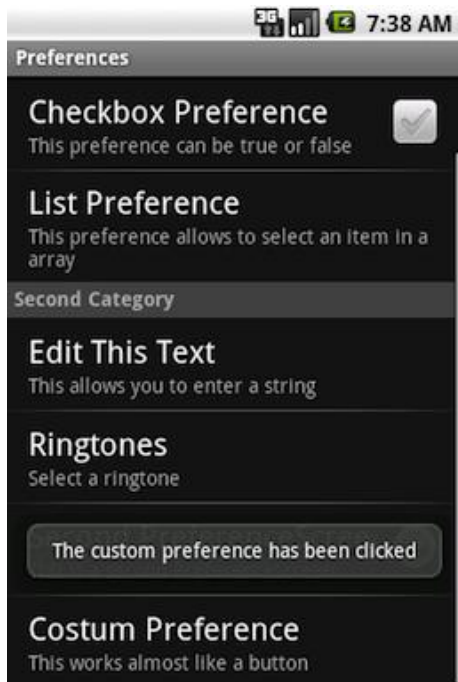 3G 7:38 AM
Preferences
Checkbox Preference
This preference can be true or false
List Preference
This preference allows to select an item in a
array
Second Category
Edit This Text
This allows you to enter a string
Ringtones
Select a ringtone
The custom preference has been clicked
Costum Preference
This works almost like a button